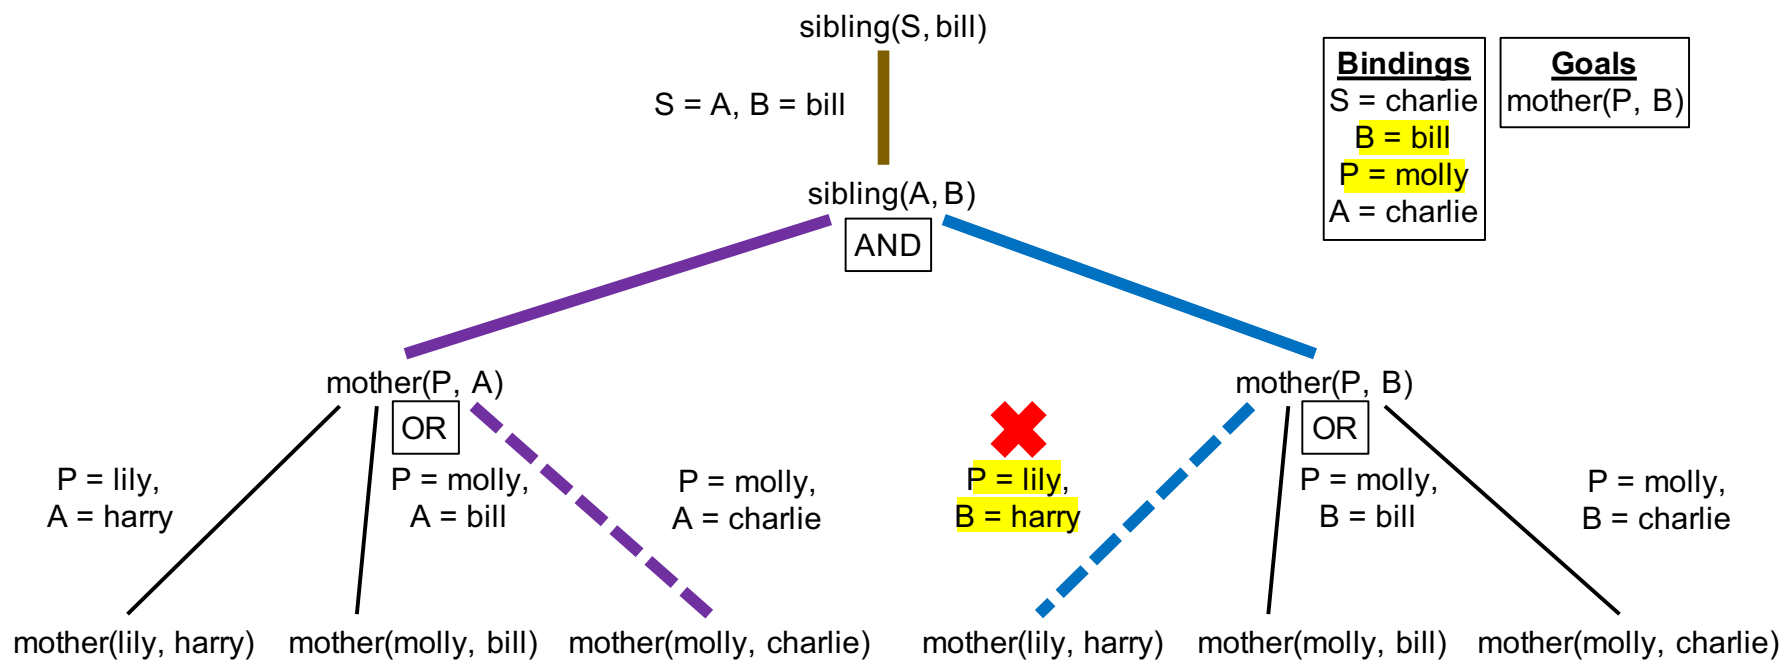 sibling(S, bill)
S = A, B = bill
Bindings
S = charlie
B = bill
P = molly
A = charlie
Goals
mother(P, B)
sibling(A, B)
AND
mother(P, A)
OR
mother(P, B)
OR
P = lily,
A = harry
P = molly,
A = bill
P = molly,
A = charlie
P = lily,
B = harry
P = molly,
B = bill
P = molly,
B = charlie
mother(lily, harry)
mother(molly, bill)
mother(molly, charlie)
mother(lily, harry)
mother(molly, bill)
mother(molly, charlie)